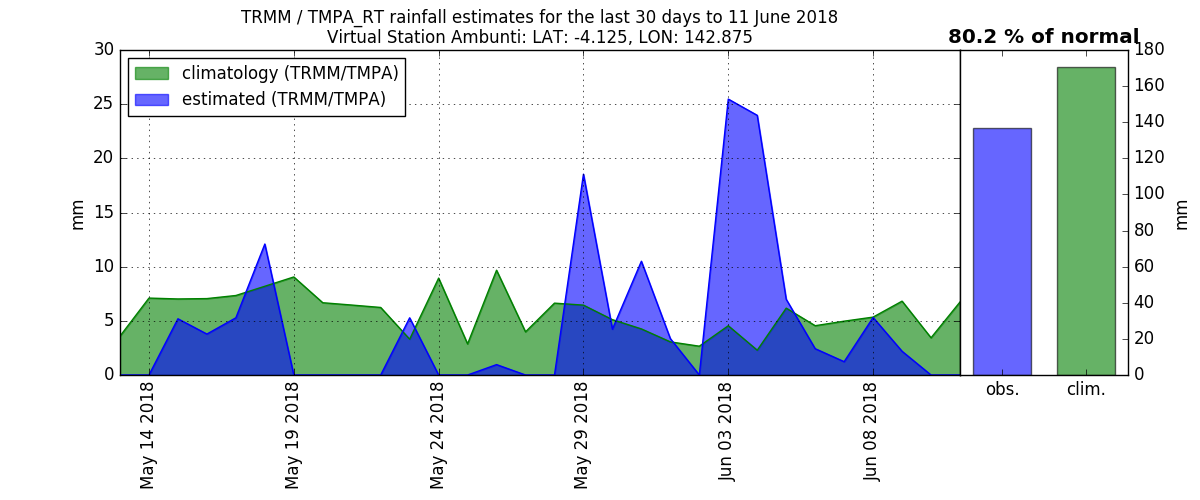 TRMM / TMPA_RT rainfall estimates for the last 30 days to 11 June 2018
Virtual Station Ambunti: LAT: -4.125, LON: 142.875
80.2 % of normal
climatology (TRMM/TMPA)
estimated (TRMM/TMPA)
30
25
20
15
10
5
0
mm
May 14 2018
May 19 2018
May 24 2018
May 29 2018
Jun 03 2018
Jun 08 2018
obs.
clim.
180
160
140
120
100
80
60
40
20
0
mm